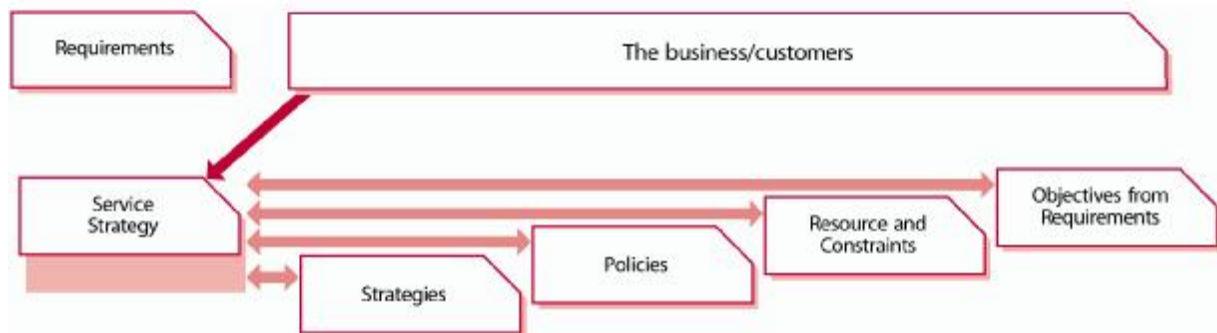 Requirements
The business/customers
Service
Strategy
Objectives from
Requirements
Resource and
Constraints
Policies
Strategies